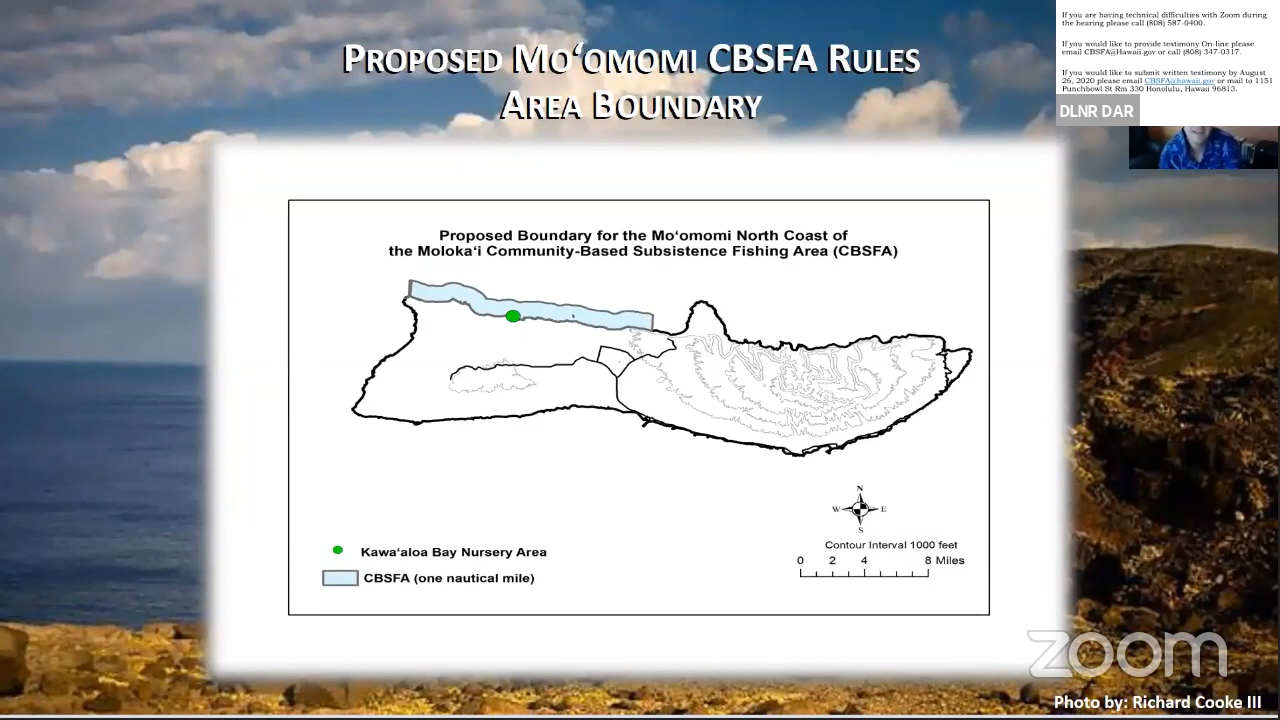 PROPOSED MOʻOMOMI CBSFA RULES
AREA BOUNDARY
If you are having technical difficulties with Zoom during
the hearing please call (808) 587-0400.
If you would like to provide testimony On-line please
email CBSFA@Hawaii.gov or call (808) 347-0317.
If you would like to submit written testimony by August
26, 2020 please email CBSFA@hawaii.gov or mail to 1151
Punchbowl St Rm 330 Honolulu, Hawaii 96813.
DLNR DAR
Proposed Boundary for the Moʻomomi North Coast of
the Molokaʻi Community-Based Subsistence Fishing Area (CBSFA)
N
W E
S
Contour Interval 1000 feet
0 2 4 8 Miles
Kawaʻaloa Bay Nursery Area
CBSFA (one nautical mile)
zoom
Photo by: Richard Cooke III